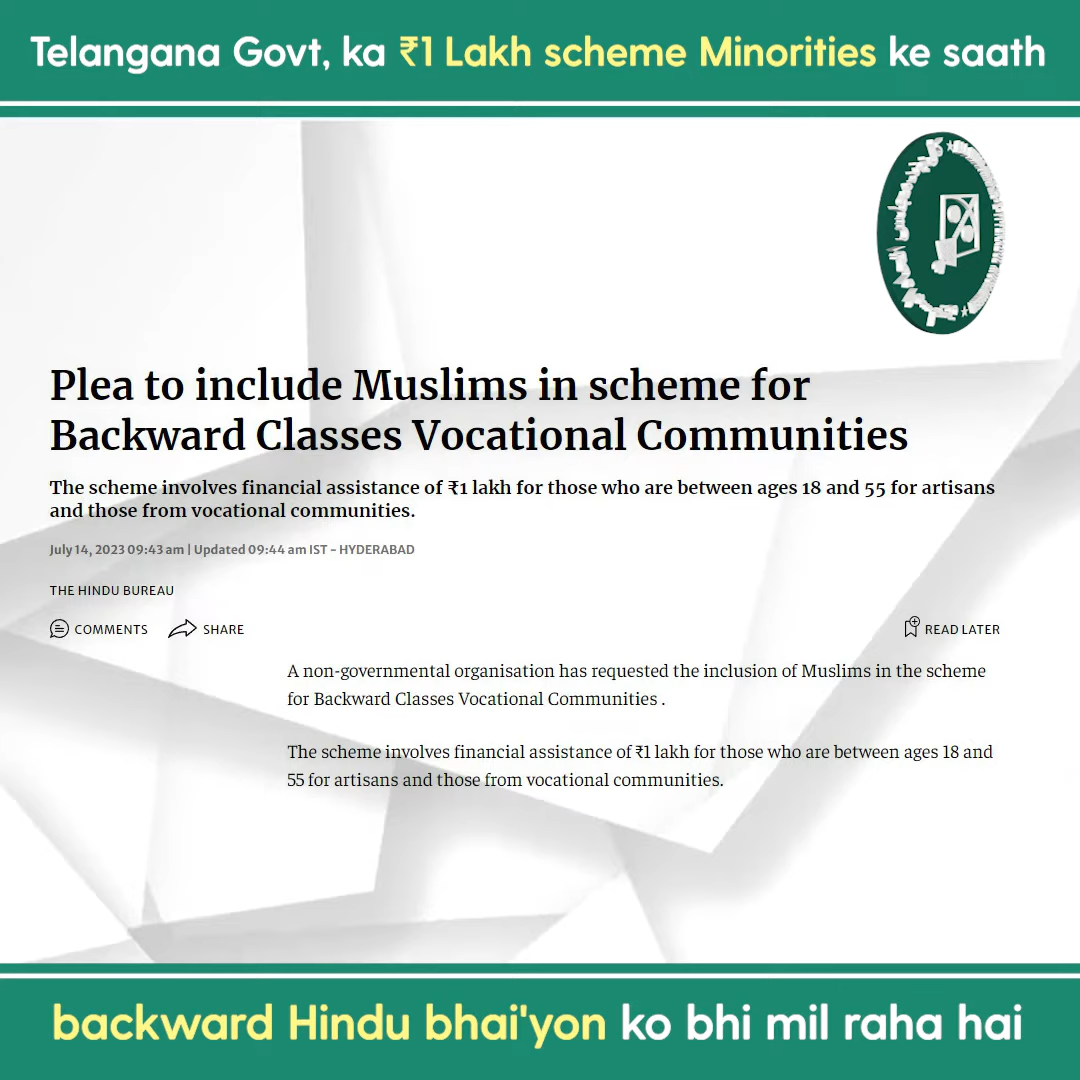 Telangana Govt, ka ₹1 Lakh scheme Minorities ke saath
Plea to include Muslims in scheme for
Backward Classes Vocational Communities
The scheme involves financial assistance of ₹1 lakh for those who are between ages 18 and 55 for artisans
and those from vocational communities.
July 14, 2023 09:43 am | Updated 09:44 am IST - HYDERABAD
THE HINDU BUREAU
COMMENTS SHARE READ LATER
A non-governmental organisation has requested the inclusion of Muslims in the scheme
for Backward Classes Vocational Communities .
The scheme involves financial assistance of ₹1 lakh for those who are between ages 18 and
55 for artisans and those from vocational communities.
backward Hindu bhai'yon ko bhi mil raha hai